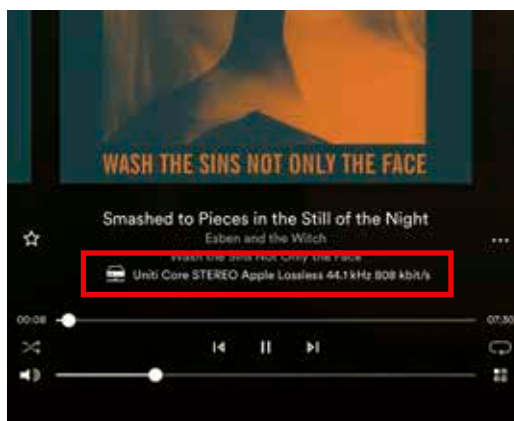 WASH THE SINS NOT ONLY THE FACE
Smashed to Pieces in the Still of the Night
Esben and the Witch
Wash the Sins Not Only the Face
Uniti Core STEREO Apple Lossless 44.1 kHz 808 kbit/s
00:08
07:30